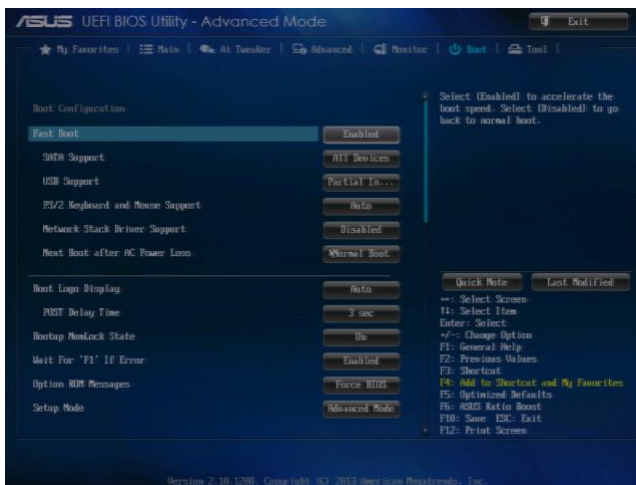 ASUS UEFI BIOS Utility - Advanced Mode
Exit
My Favorites
Main
Ai Tweaker
Advanced
Monitor
Boot
Tool
Boot Configuration
Fast Boot
Enabled
SATA Support
All Devices
USB Support
Partial In...
PS/2 Keyboard and Mouse Support
Auto
Network Stack Driver Support
Disabled
Next Boot after AC Power Loss
Normal Boot
Boot Logo Display
Auto
POST Delay Time
3 sec
Bootup NumLock State
On
Wait For 'F1' If Error
Enabled
Option ROM Messages
Force BIOS
Setup Mode
Advanced Mode
Select [Enabled] to accelerate the
boot speed. Select [Disabled] to go
back to normal boot.
Quick Note
Last Modified
→←: Select Screen
↑↓: Select Item
Enter: Select
+/-: Change Option
F1: General Help
F2: Previous Values
F3: Shortcut
F4: Add to Shortcut and My Favorites
F5: Optimized Defaults
F6: ASUS Ratio Boost
F10: Save ESC: Exit
F12: Print Screen
Version 2.10.1208. Copyright (C) 2013 American Megatrends, Inc.